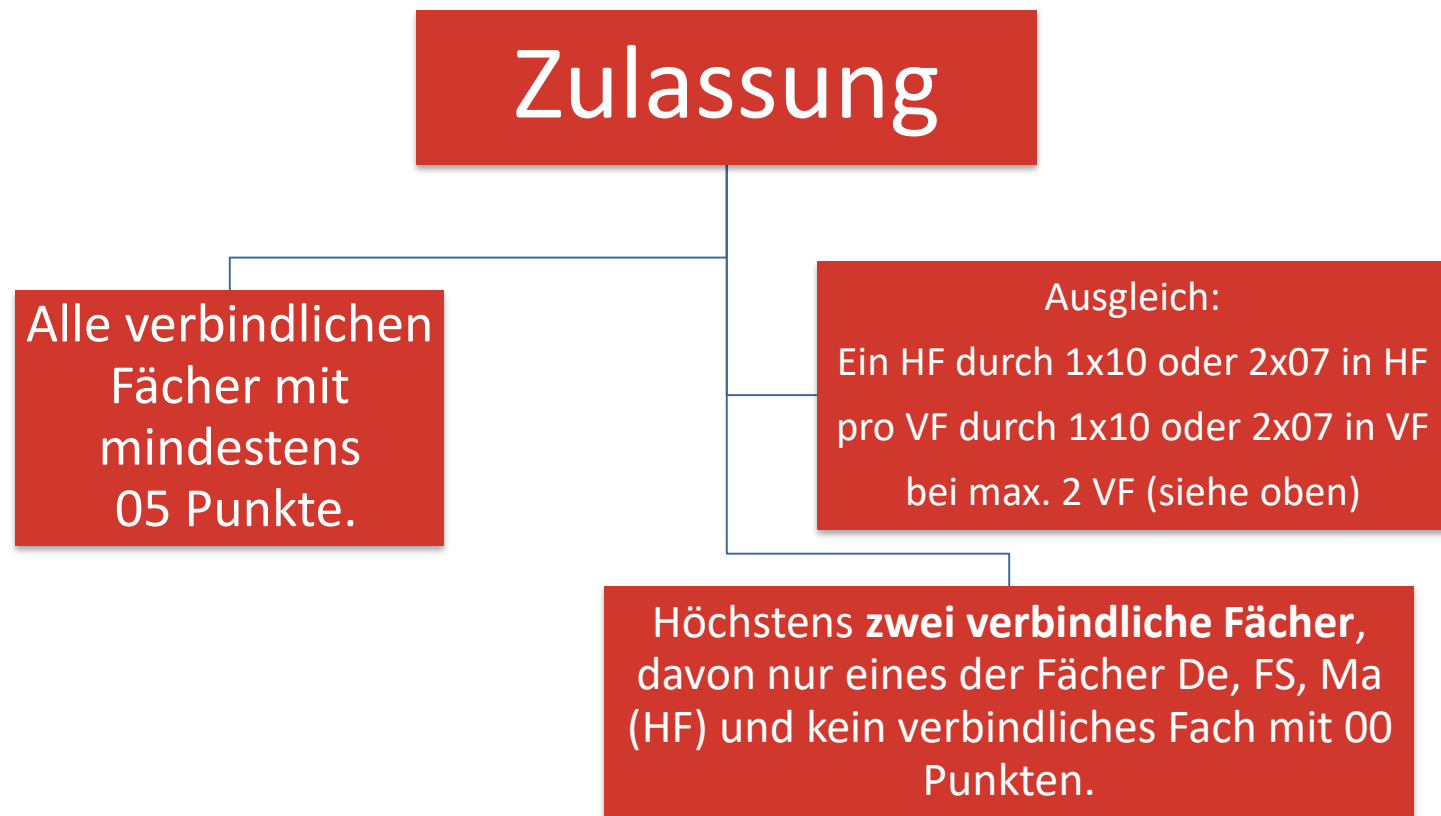 Zulassung
Alle verbindlichen
Fächer mit
mindestens
05 Punkte.
Ausgleich:
Ein HF durch 1x10 oder 2x07 in HF
pro VF durch 1x10 oder 2x07 in VF
bei max. 2 VF (siehe oben)
Höchstens zwei verbindliche Fächer,
davon nur eines der Fächer De, FS, Ma
(HF) und kein verbindliches Fach mit 00
Punkten.